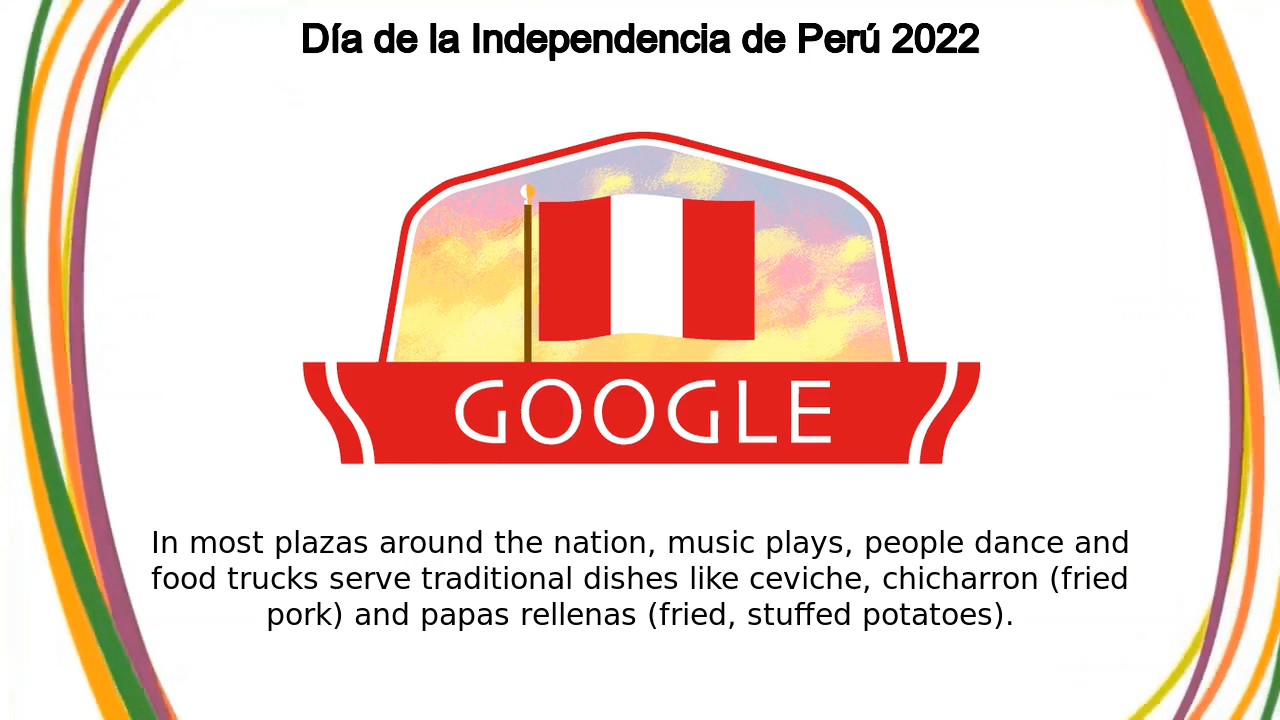 Día de la Independencia de Perú 2022
GOOGLE
In most plazas around the nation, music plays, people dance and
food trucks serve traditional dishes like ceviche, chicharron (fried
pork) and papas rellenas (fried, stuffed potatoes).